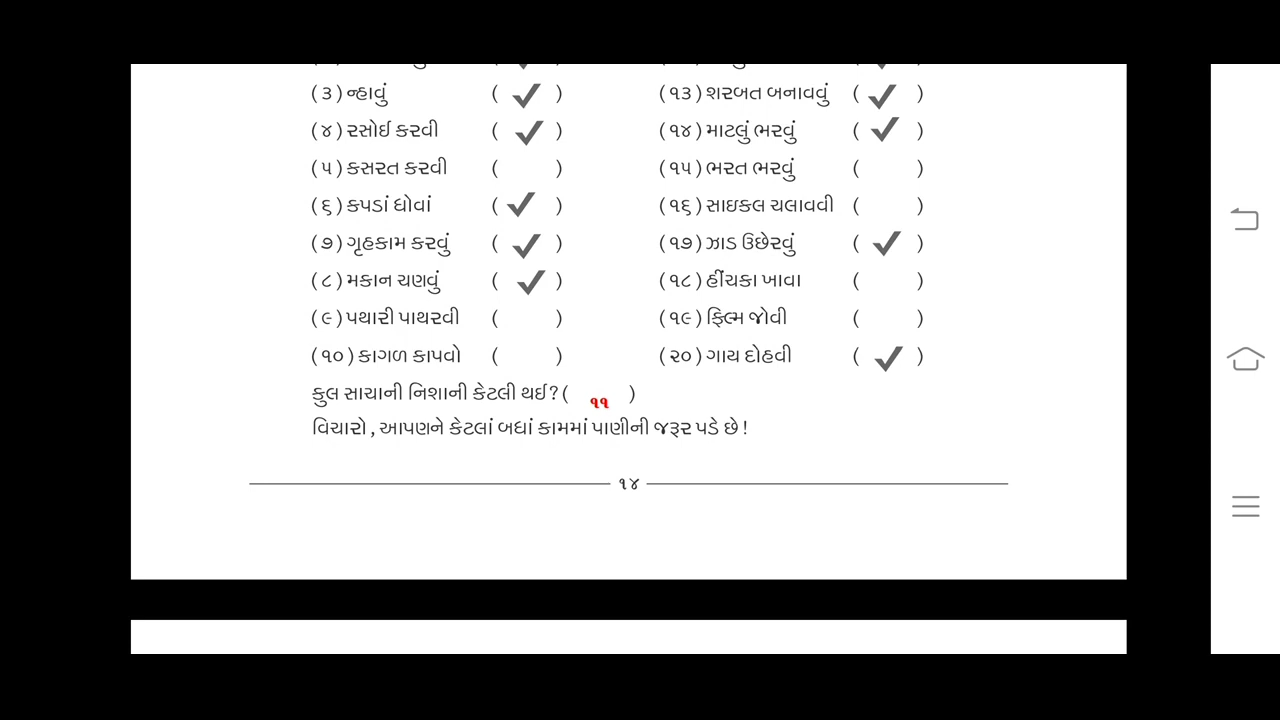 (૩) ન્હાવું ( ✓ ) (૧૩) શરબત બનાવવું ( ✓ )
(૪) રસોઈ કરવી ( ✓ ) (૧૪) માટલું ભરવું ( ✓ )
(૫) કસરત કરવી ( ) (૧૫) ભરત ભરવું ( )
(૬) કપડાં ધોવાં ( ✓ ) (૧૬) સાઇકલ ચલાવવી ( )
(૭) ગૃહકામ કરવું ( ✓ ) (૧૭) ઝાડ ઉછેરવું ( ✓ )
(૮) મકાન ચણવું ( ✓ ) (૧૮) હીંચકા ખાવા ( )
(૯) પથારી પાથરવી ( ) (૧૯) ફિલ્મ જોવી ( )
(૧૦) કાગળ કાપવો ( ) (૨૦) ગાય દોહવી ( ✓ )
કુલ સાચાની નિશાની કેટલી થઈ? ( ૧૧ )
વિચારો, આપણને કેટલાં બધાં કામમાં પાણીની જરૂર પડે છે!
૧૪